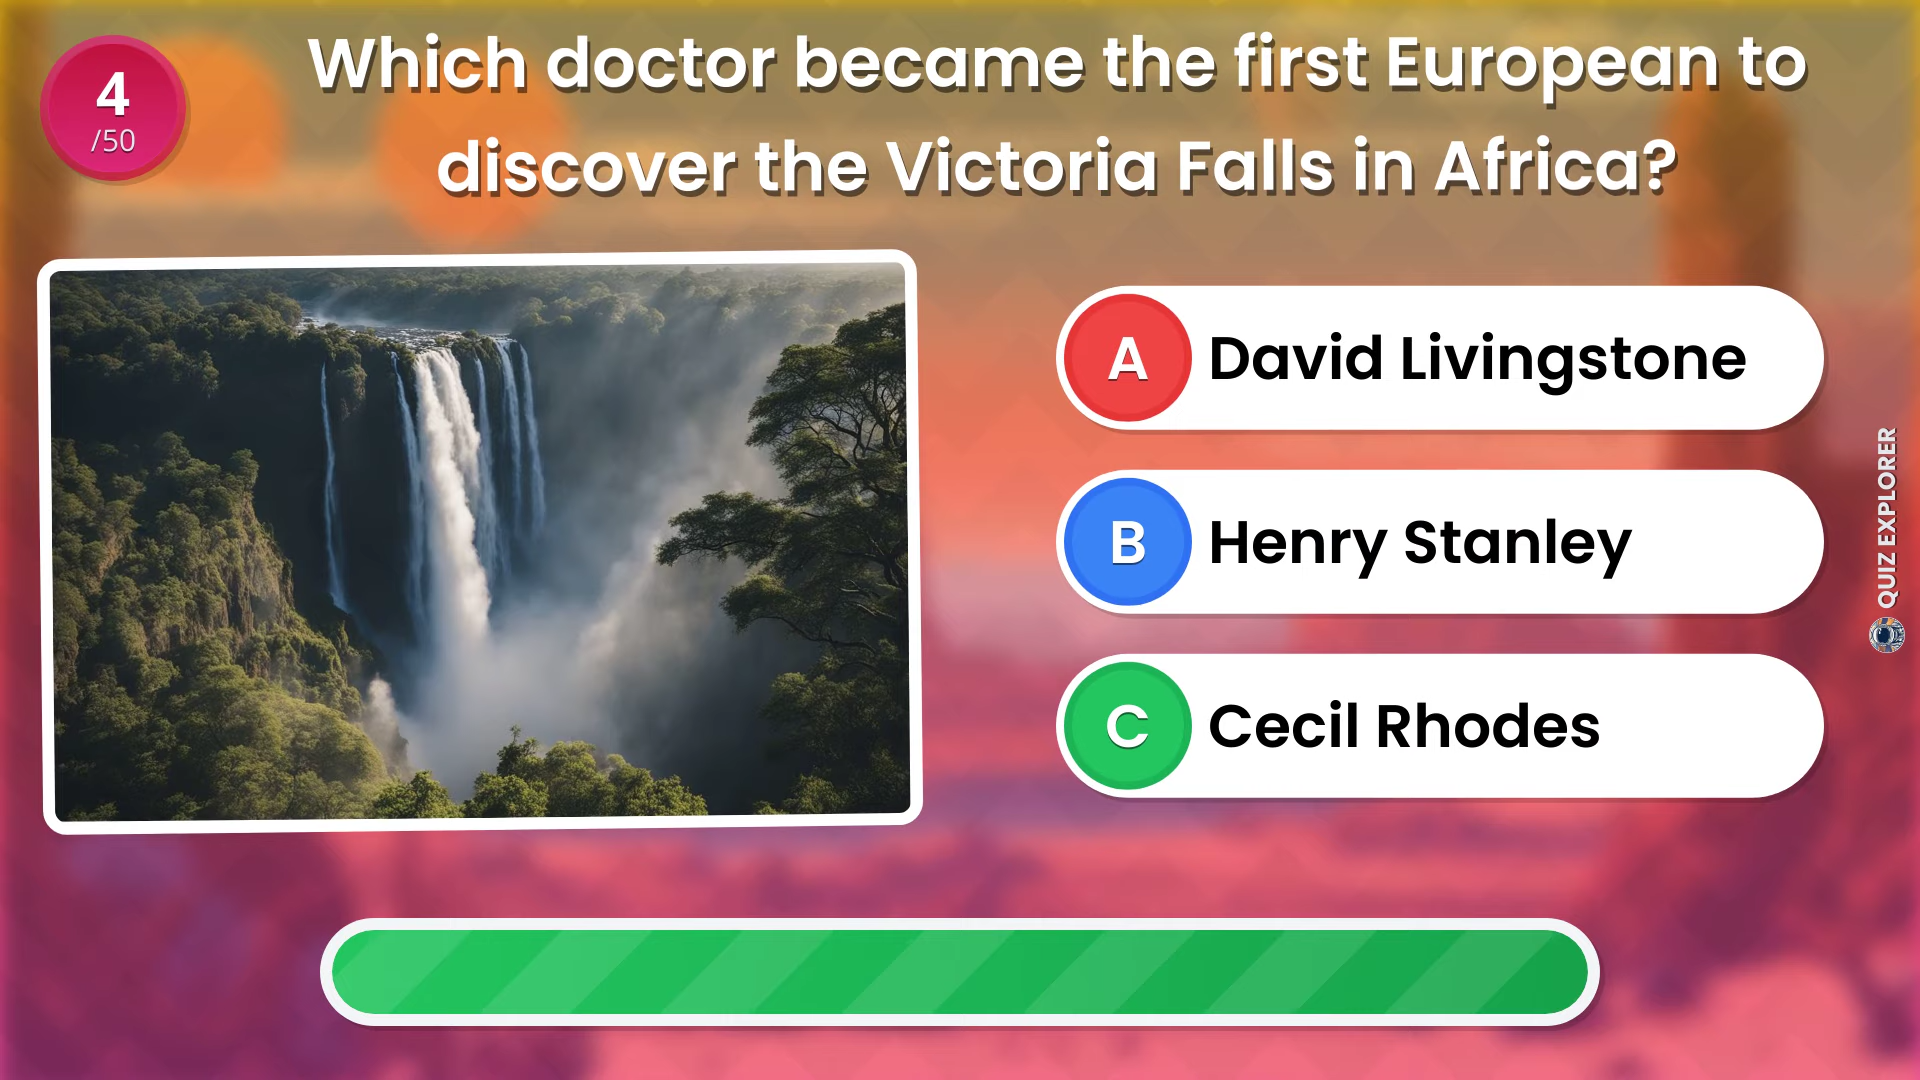 4
/50
Which doctor became the first European to
discover the Victoria Falls in Africa?
A David Livingstone
B Henry Stanley
C Cecil Rhodes
QUIZ EXPLORER